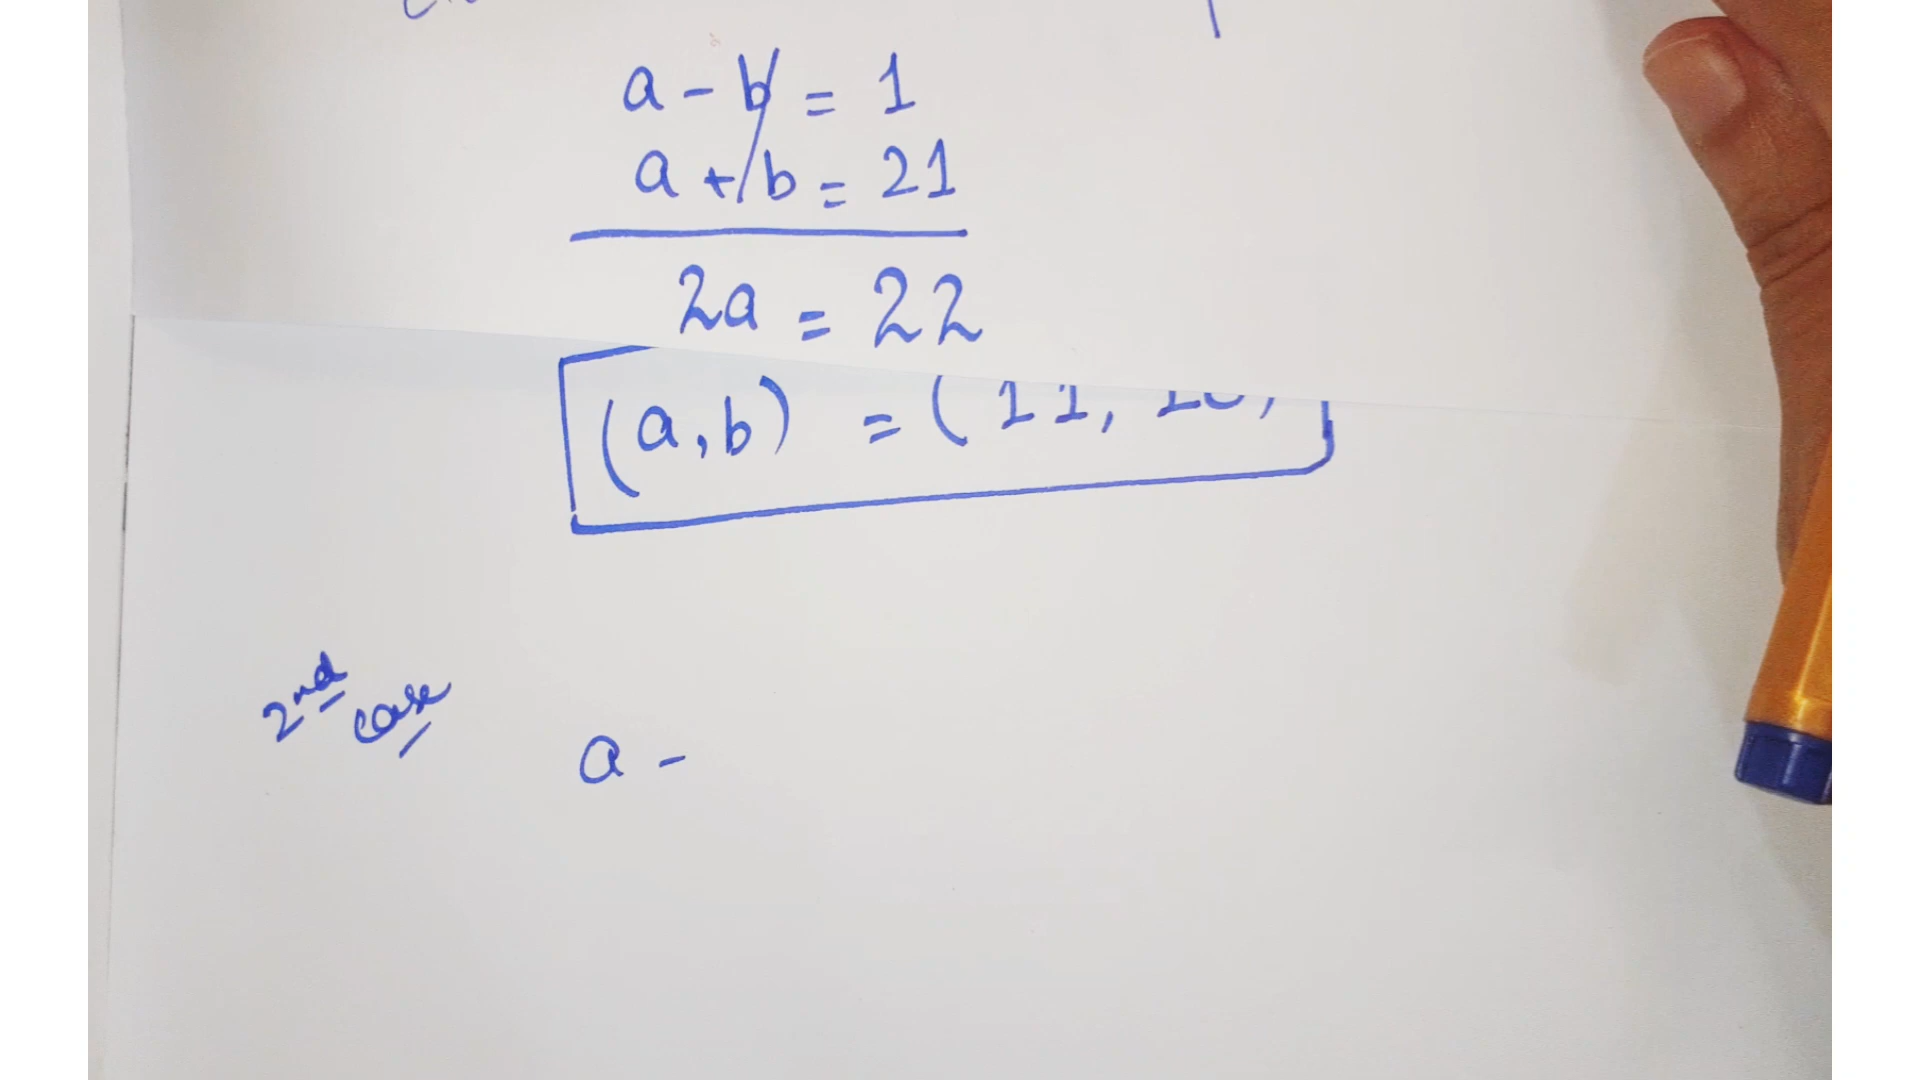 a - b = 1
a + b = 21
2a = 22
(a, b) = (11,
2nd case
a -